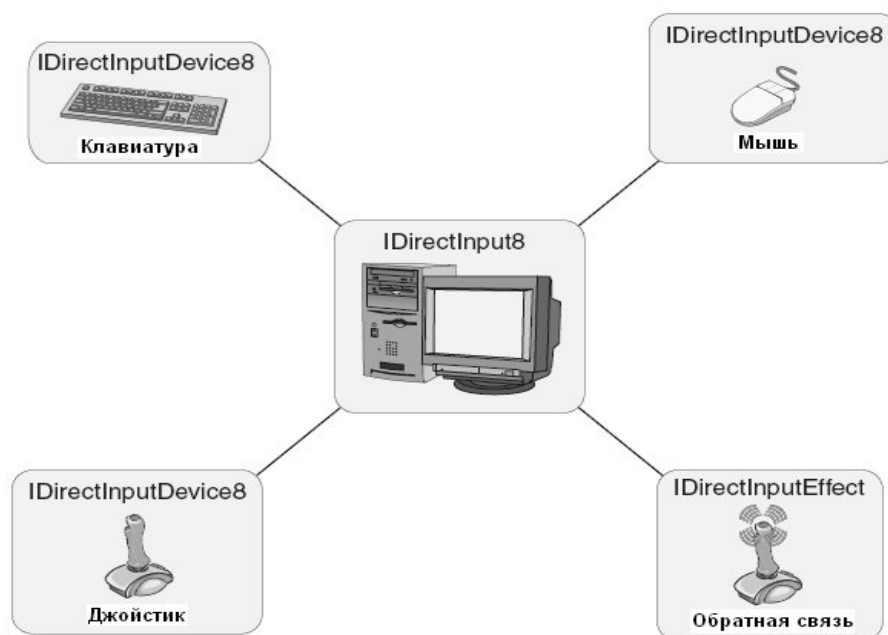 IDirectInputDevice8
Клавиатура
IDirectInputDevice8
Мышь
IDirectInput8
IDirectInputDevice8
Джойстик
IDirectInputEffect
Обратная связь